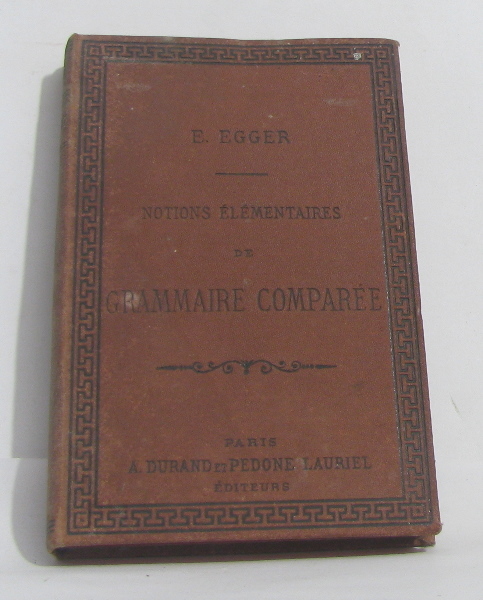 E. EGGER
NOTIONS ÉLÉMENTAIRES
DE
GRAMMAIRE COMPARÉE
PARIS
A. DURAND ET PEDONE-LAURIEL
ÉDITEURS